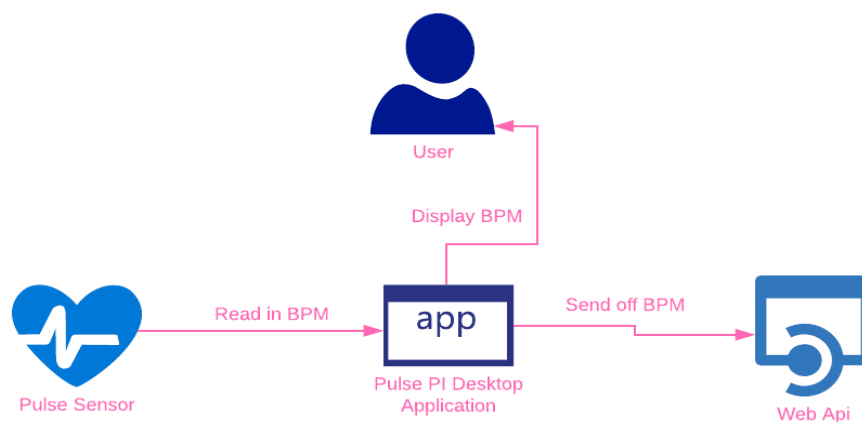 User
Display BPM
Read in BPM
app
Send off BPM
Pulse Sensor
Pulse PI Desktop
Application
Web Api